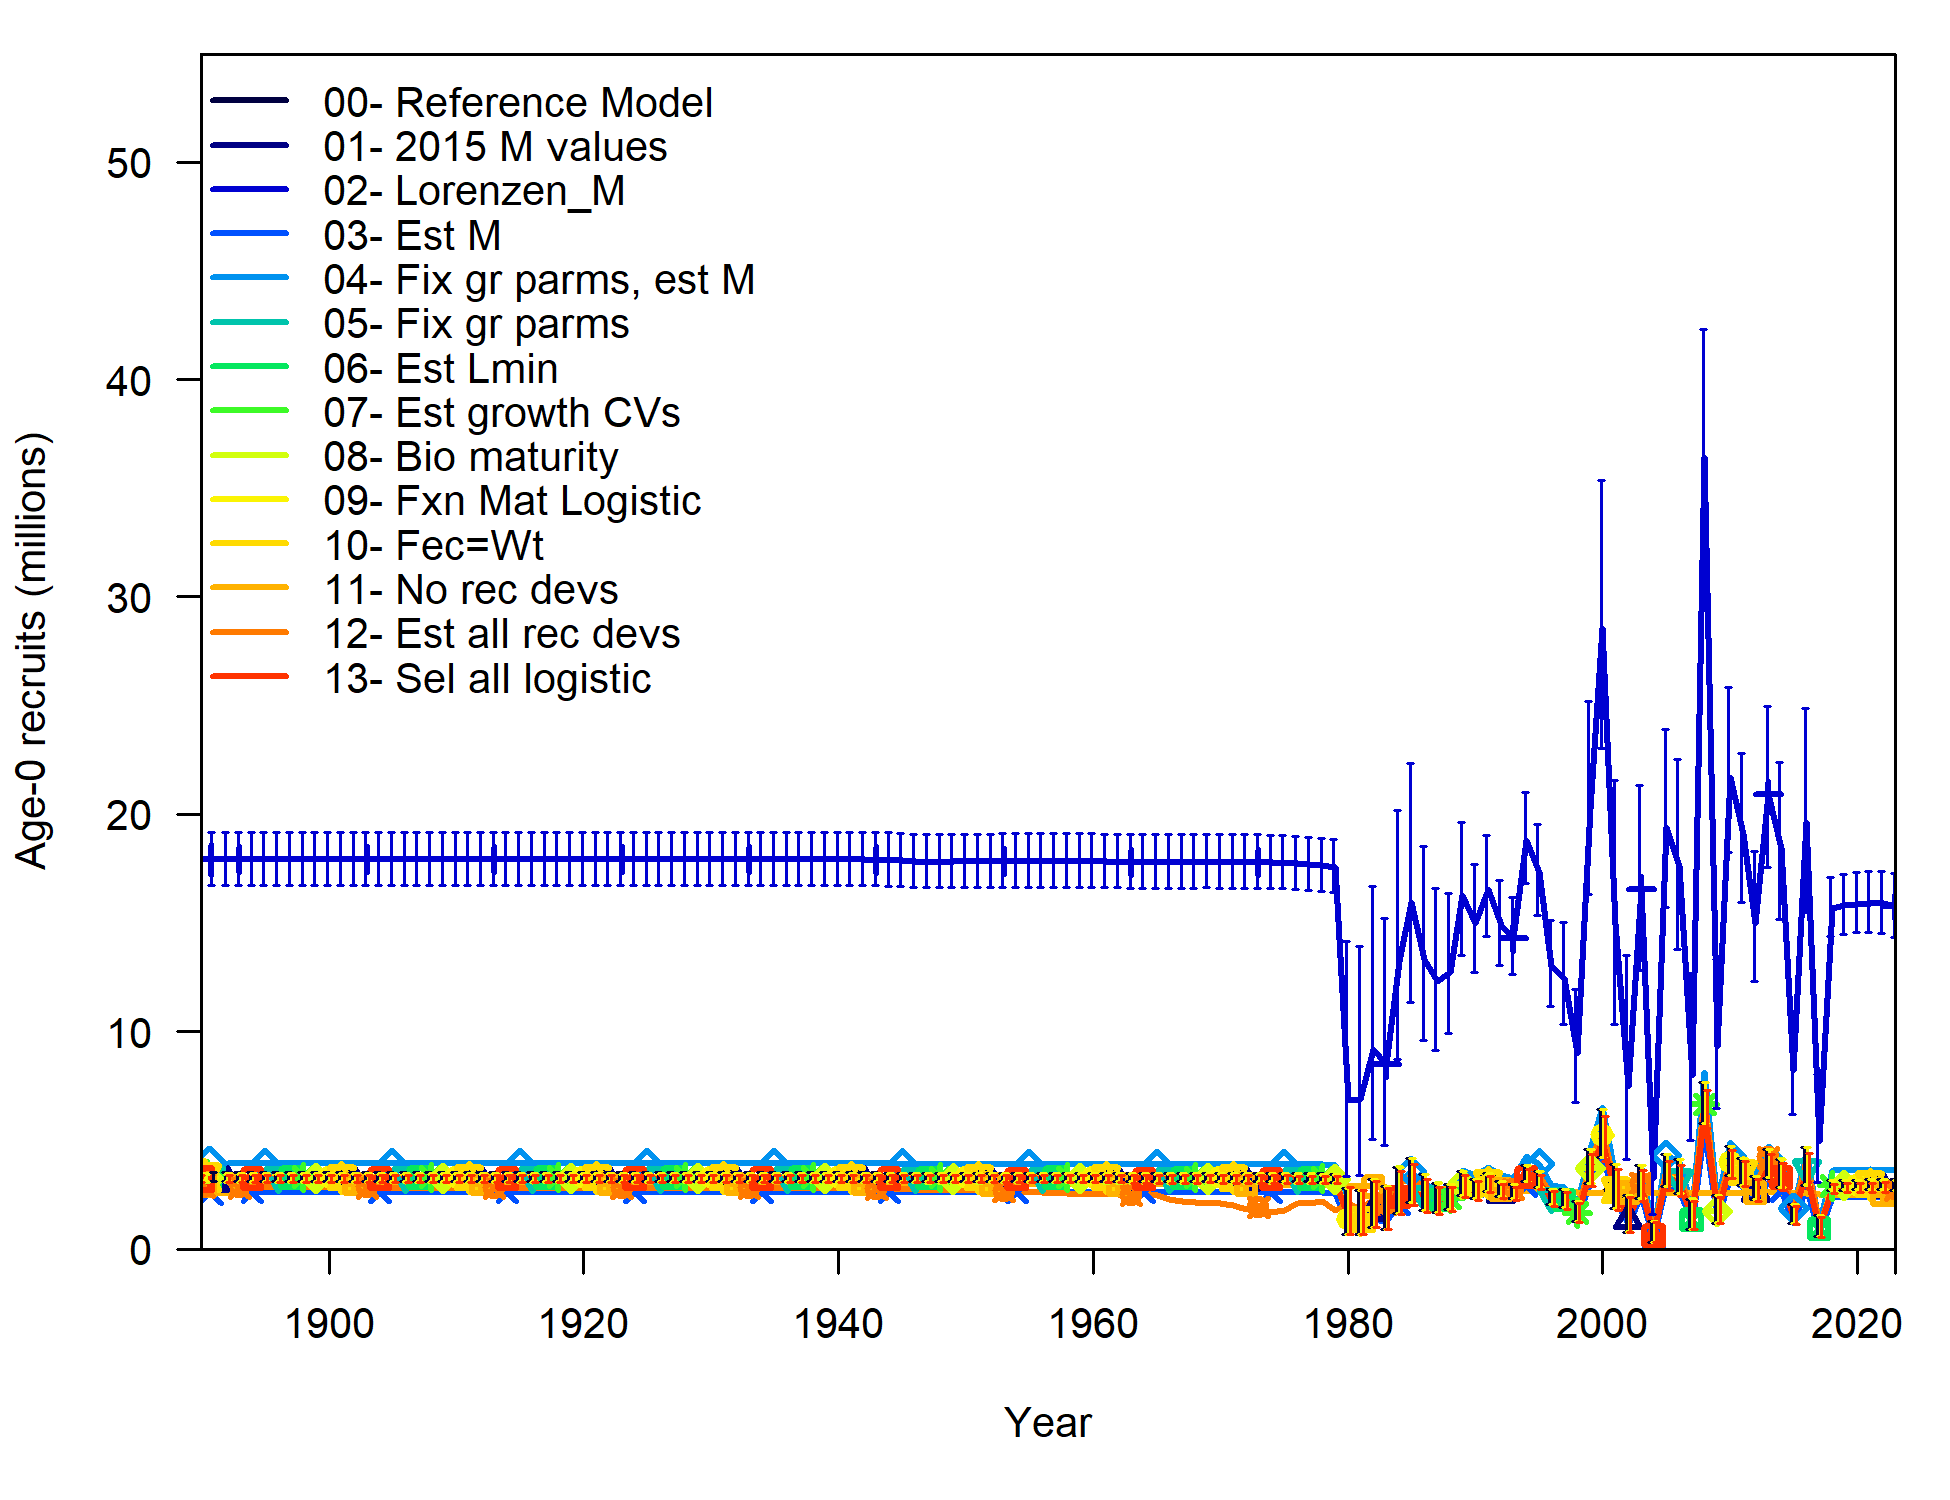 00- Reference Model
01- 2015 M values
02- Lorenzen_M
03- Est M
04- Fix gr parms, est M
05- Fix gr parms
06- Est Lmin
07- Est growth CVs
08- Bio maturity
09- Fxn Mat Logistic
10- Fec=Wt
11- No rec devs
12- Est all rec devs
13- Sel all logistic
Age-0 recruits (millions)
50
40
30
20
10
0
1900 1920 1940 1960 1980 2000 2020
Year